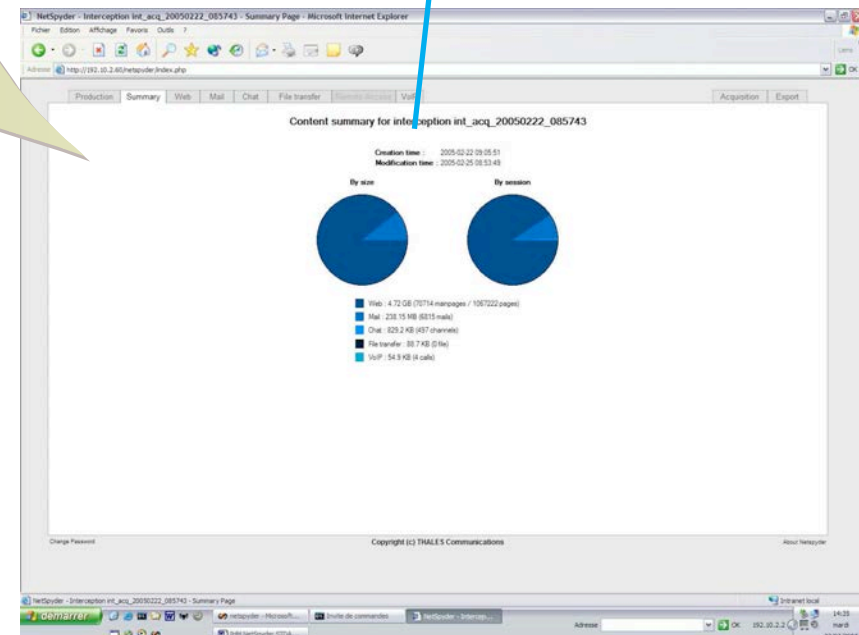 NetSpyder - Interception int_acq_20050222_085743 - Summary Page - Microsoft Internet Explorer
Fichier Edition Affichage Favoris Outils ?
Adresse http://192.10.2.60/netspyder/index.php OK
Production Summary Web Mail Chat File transfer VoIP Acquisition Export
Content summary for interception int_acq_20050222_085743
Creation time : 2005-02-22 09:05:51
Modification time : 2005-02-25 08:53:49
By size By session
Web : 4.72 GB (70714 mainpages / 1067222 pages)
Mail : 238.15 MB (6815 mails)
Chat : 829.2 KB (497 channels)
File transfer : 88.7 KB (0 file)
VoIP : 54.9 KB (4 calls)
Change Password Copyright (c) THALES Communications About Netspyder
NetSpyder - Interception int_acq_20050222_085743 - Summary Page Intranet local
démarrer netspyder - Microsoft... Invite de commandes NetSpyder - Intercep... Adresse OK 192.10.2.2 14:35
mardi